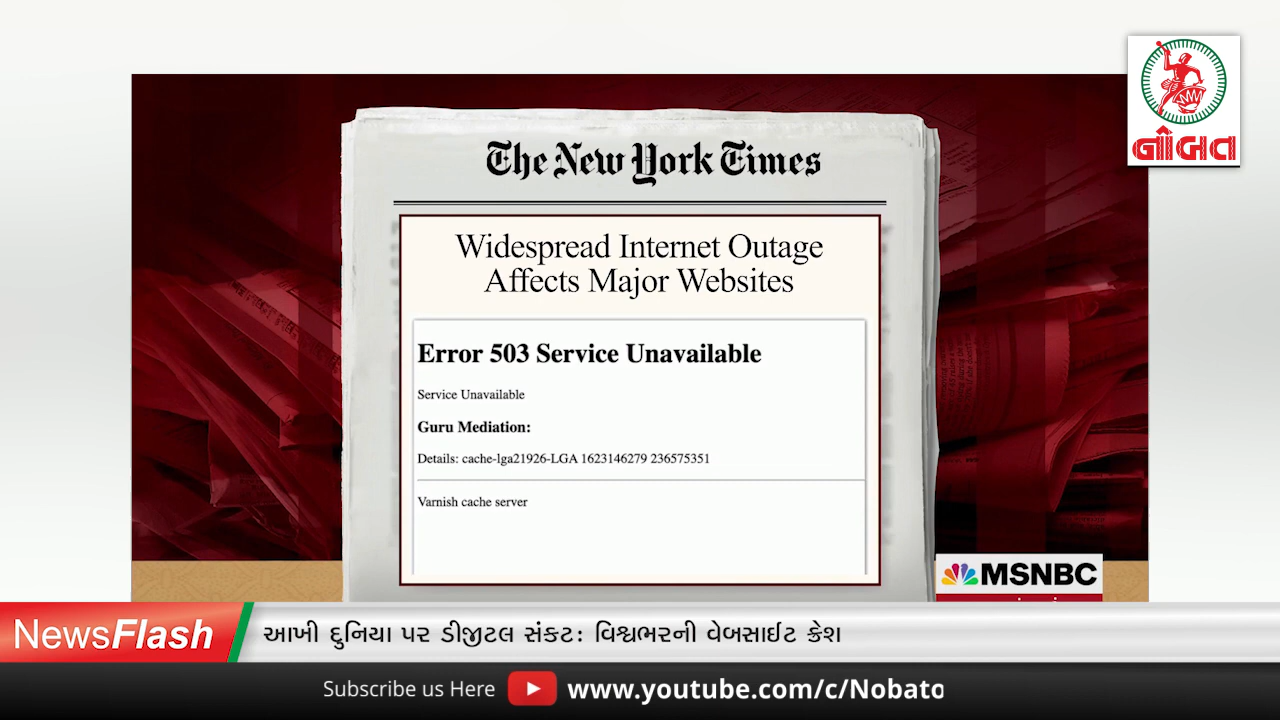 નોબત
The New York Times
Widespread Internet Outage
Affects Major Websites
Error 503 Service Unavailable
Service Unavailable
Guru Mediation:
Details: cache-lga21926-LGA 1623146279 236575351
Varnish cache server
MSNBC
NewsFlash
આખી દુનિયા પર ડીજીટલ સંકટ: વિશ્વભરની વેબસાઈટ ક્રેશ
Subscribe us Here
www.youtube.com/c/Nobato